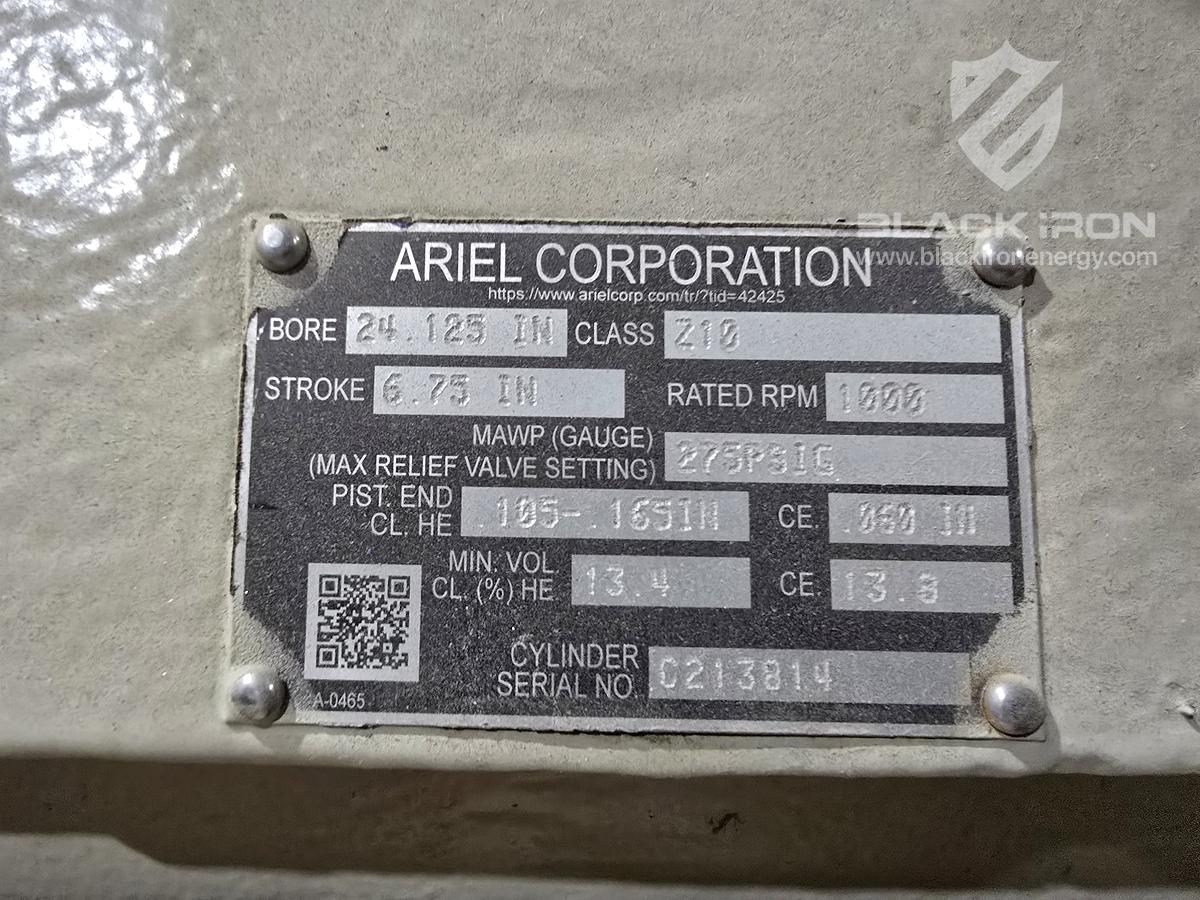 BLACK iRON
www.blackironenergy.com
ARIEL CORPORATION
https://www.arielcorp.com/tr/?tid=42425
BORE 24.125 IN CLASS Z10
STROKE 6.75 IN RATED RPM 1000
MAWP (GAUGE)
(MAX RELIEF VALVE SETTING) 275PSIG
PIST. END
CL. HE .105-.165IN CE. .060 IN
MIN. VOL
CL. (%) HE 13.4 CE.
CYLINDER
SERIAL NO. C213814
A-0465